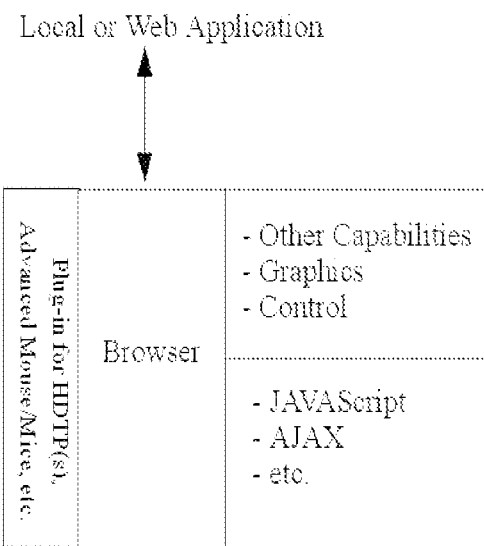 Local or Web Application
Plug-in for HDTP(s),
Advanced Mouse/Mice, etc.
Browser
- Other Capabilities
- Graphics
- Control
- JAVAScript
- AJAX
- etc.